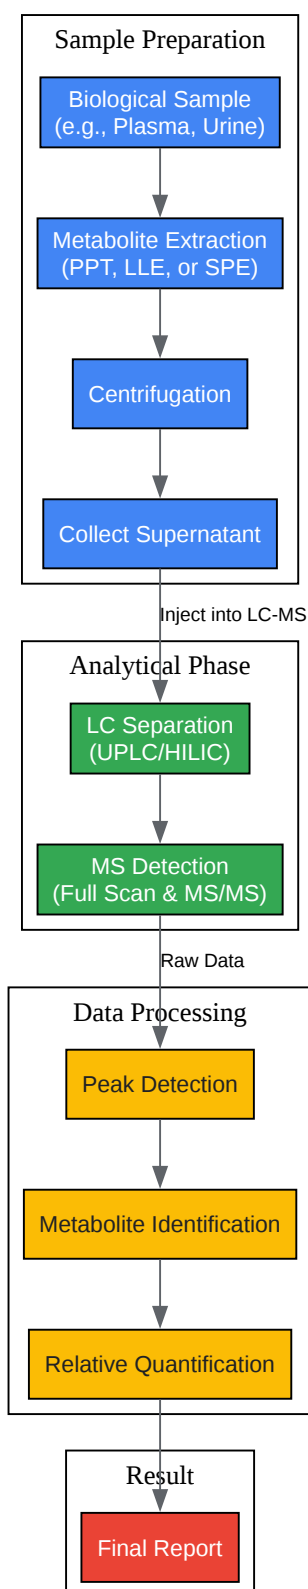 Sample Preparation
Biological Sample
(e.g., Plasma, Urine)
Metabolite Extraction
(PPT, LLE, or SPE)
Centrifugation
Collect Supernatant
Inject into LC-MS
Analytical Phase
LC Separation
(UPLC/HILIC)
MS Detection
(Full Scan & MS/MS)
Raw Data
Data Processing
Peak Detection
Metabolite Identification
Relative Quantification
Result
Final Report